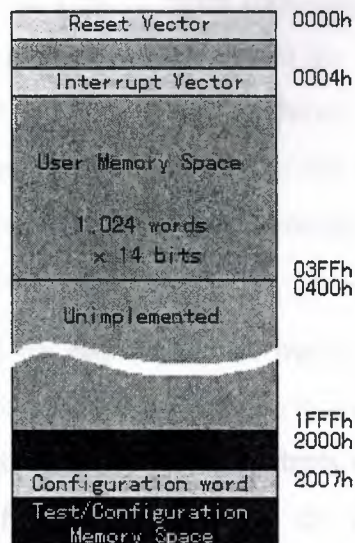 Reset Vector 0000h
Interrupt Vector 0004h
User Memory Space
1,024 words
x 14 bits
03FFh
0400h
Unimplemented
1FFFh
2000h
Configuration word 2007h
Test/Configuration
Memory Space